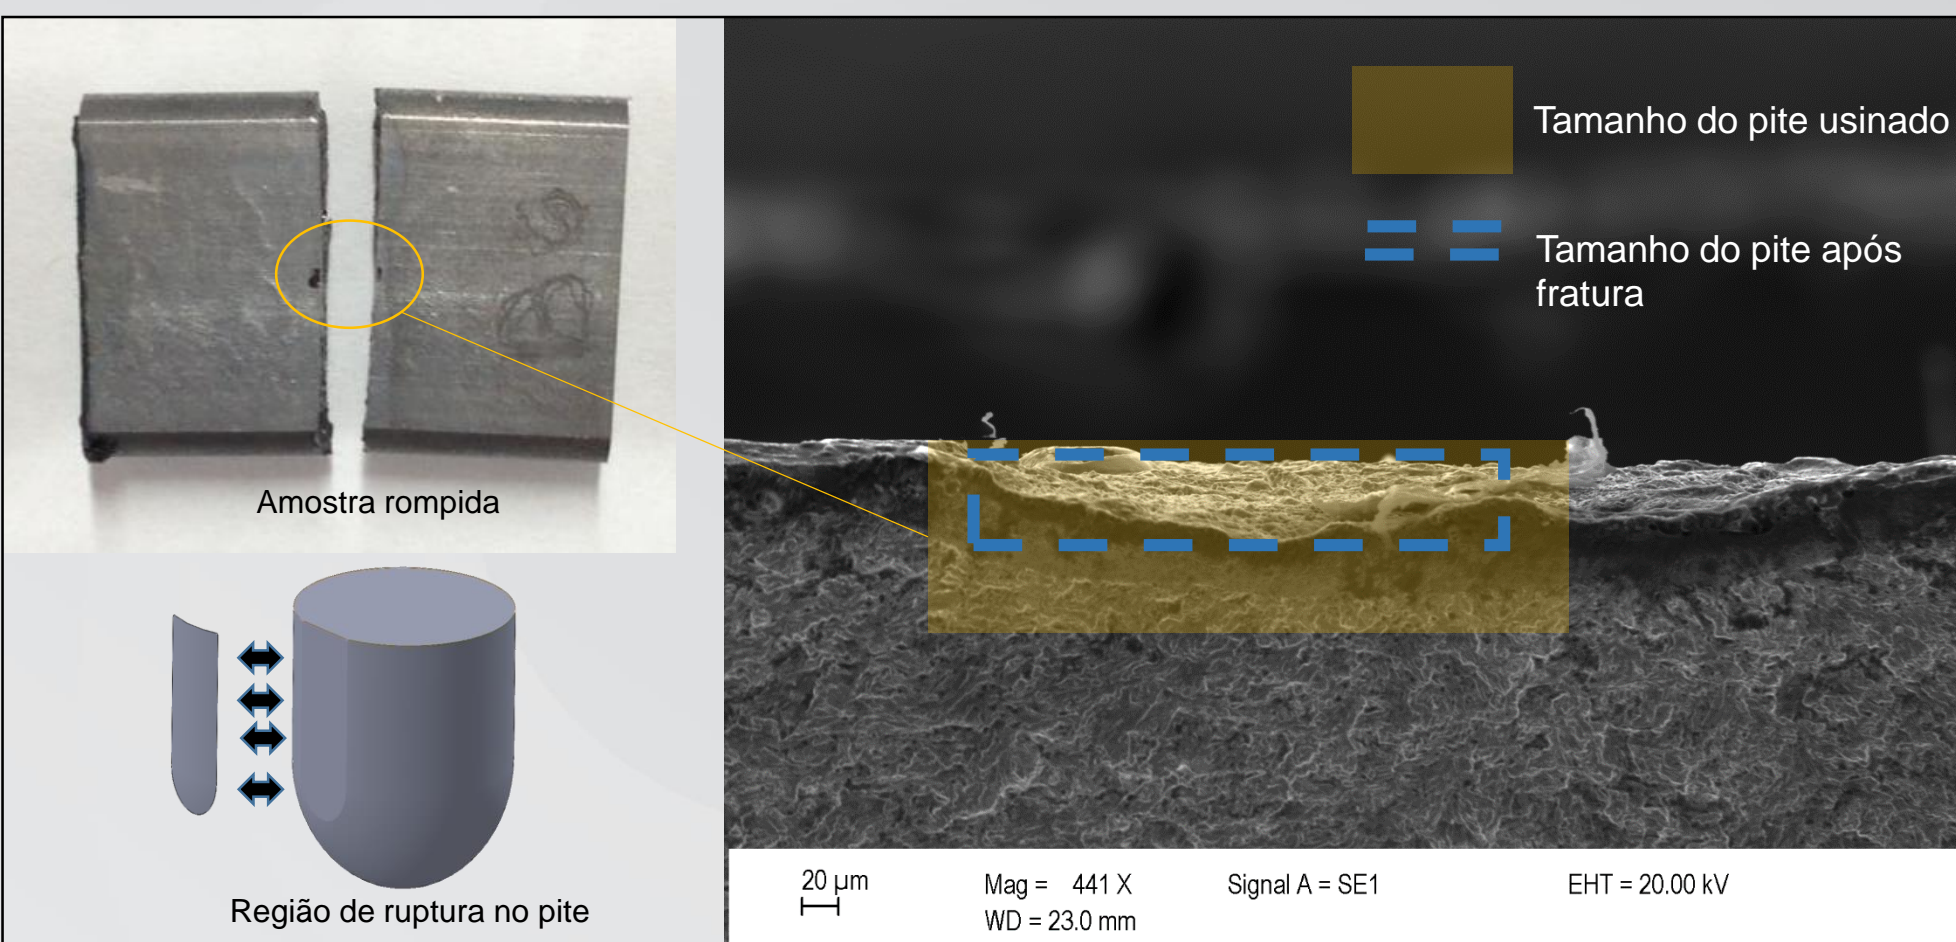 Amostra rompida
Região de ruptura no pite
Tamanho do pite usinado
Tamanho do pite após
fratura
20 µm
Mag = 441 X
Signal A = SE1
EHT = 20.00 kV
WD = 23.0 mm